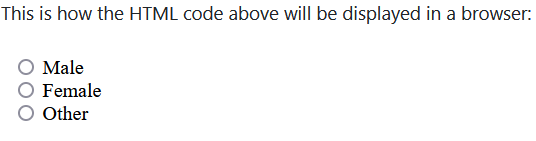 This is how the HTML code above will be displayed in a browser:
Male
Female
Other